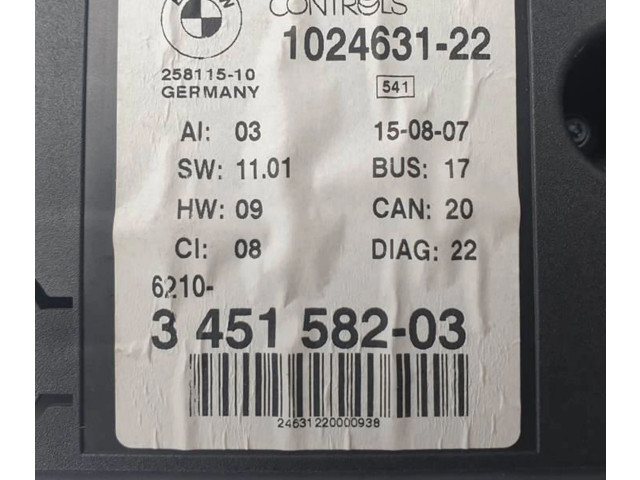 CONTROLS
1024631-22
258115-10
GERMANY
541
AI: 03 15-08-07
SW: 11.01 BUS: 17
HW: 09 CAN: 20
CI: 08 DIAG: 22
6210-
3 451 582-03
24631220000938